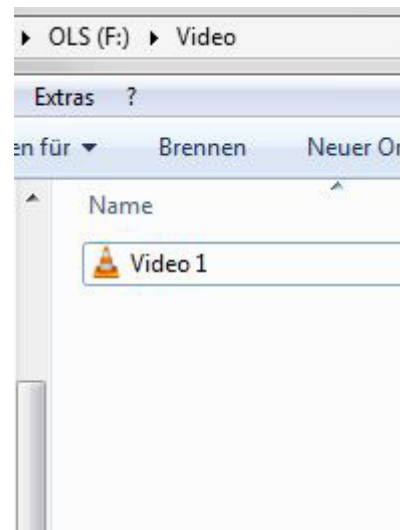 OLS (F:) Video
Extras ?
en für Brennen Neuer Or
Name
Video 1